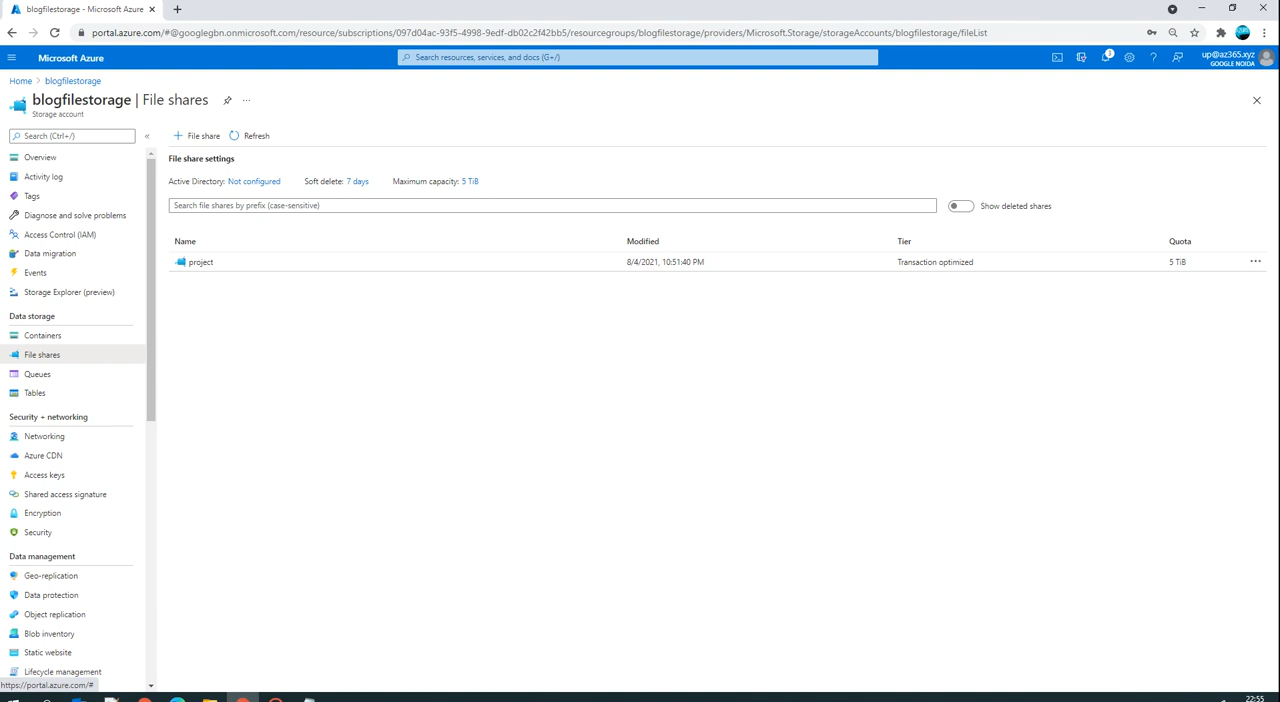 blogfilestorage - Microsoft Azure
portal.azure.com/#@googlegbn.onmicrosoft.com/resource/subscriptions/097d04ac-93f5-4998-9edf-db02c2f42bb5/resourcegroups/blogfilestorage/providers/Microsoft.Storage/storageAccounts/blogfilestorage/fileList
Microsoft Azure
Search resources, services, and docs (G+/)
up@az365.xyz
GOOGLE NOIDA
Home > blogfilestorage
blogfilestorage | File shares
Storage account
Search (Ctrl+/)
File share
Refresh
Overview
Activity log
Tags
Diagnose and solve problems
Access Control (IAM)
Data migration
Events
Storage Explorer (preview)
Data storage
Containers
File shares
Queues
Tables
Security + networking
Networking
Azure CDN
Access keys
Shared access signature
Encryption
Security
Data management
Geo-replication
Data protection
Object replication
Blob inventory
Static website
Lifecycle management
https://portal.azure.com/#
File share settings
Active Directory: Not configured Soft delete: 7 days Maximum capacity: 5 TiB
Search file shares by prefix (case-sensitive)
Show deleted shares
Name Modified Tier Quota
project 8/4/2021, 10:51:40 PM Transaction optimized 5 TiB
22:55